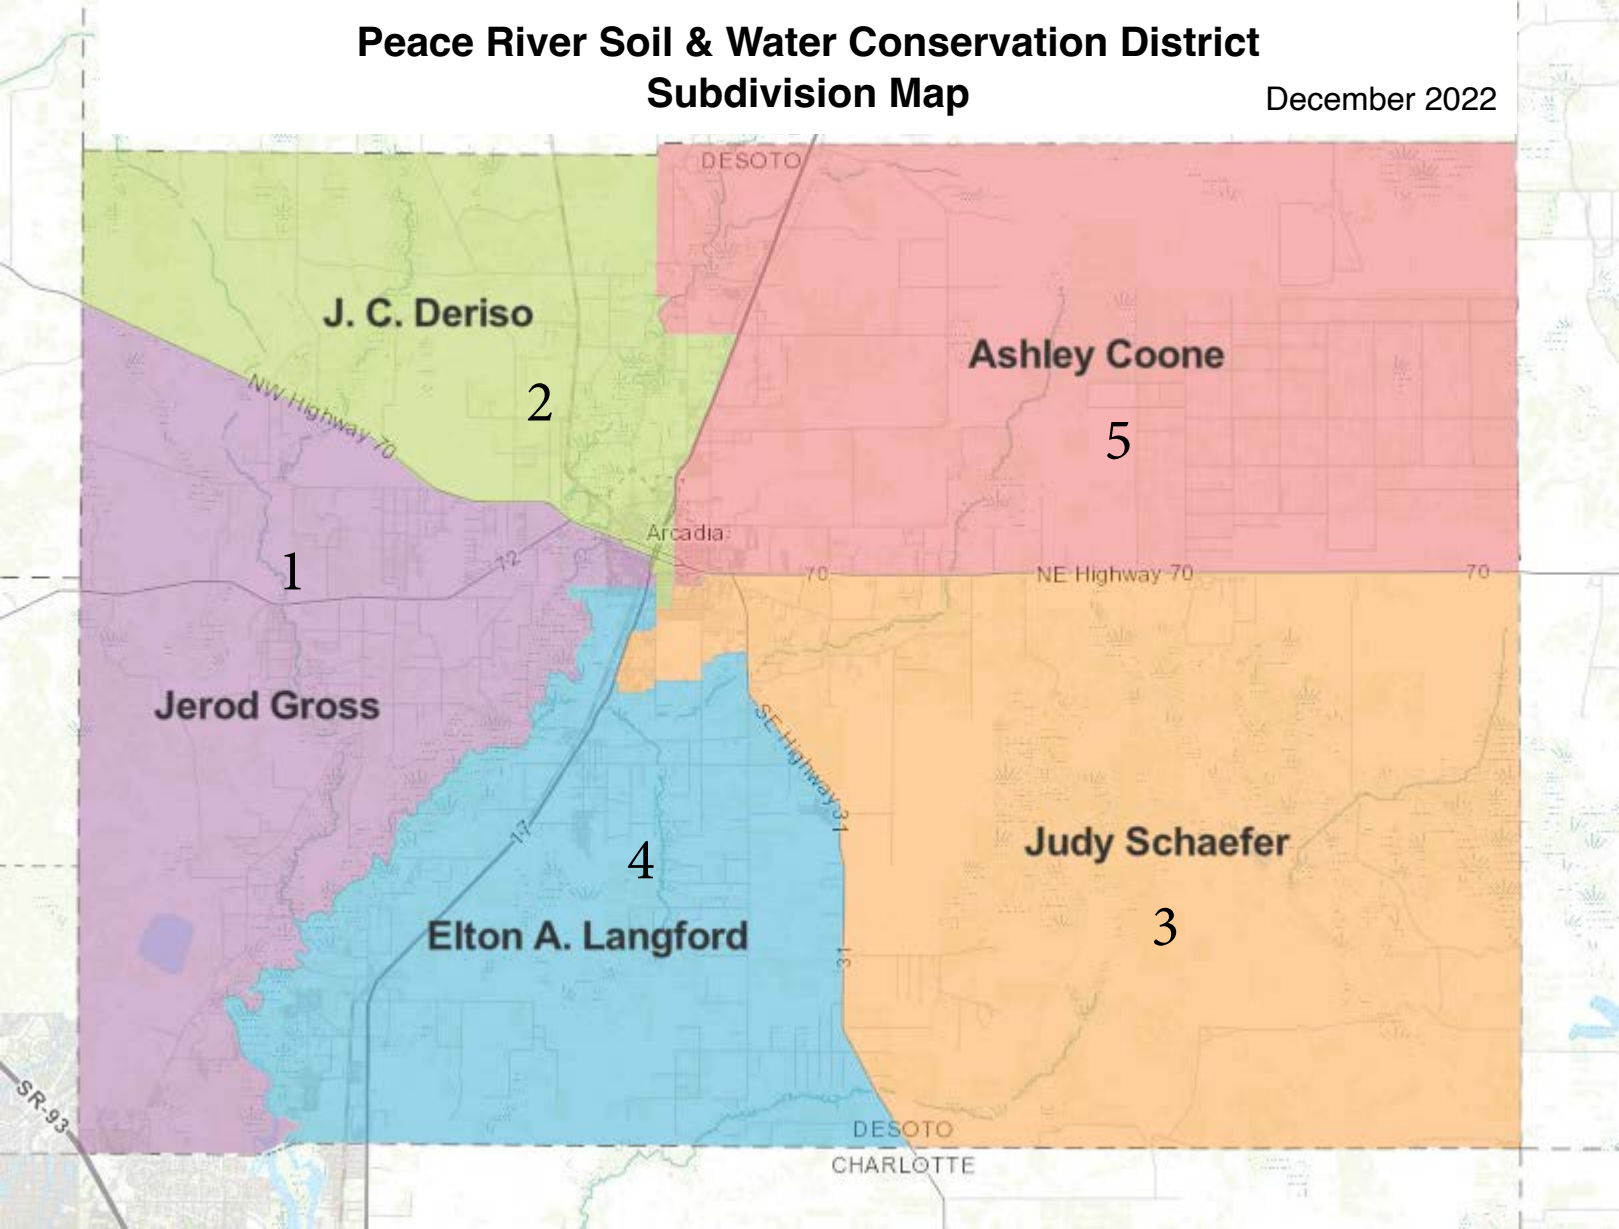 Peace River Soil & Water Conservation District
Subdivision Map
December 2022
DESOTO
J. C. Deriso
Ashley Coone
2
NW Highway 70
5
Arcadia
72
1
70
NE Highway 70
70
Jerod Gross
SE Highway 31
17
Judy Schaefer
4
3
Elton A. Langford
31
SR-93
DESOTO
CHARLOTTE